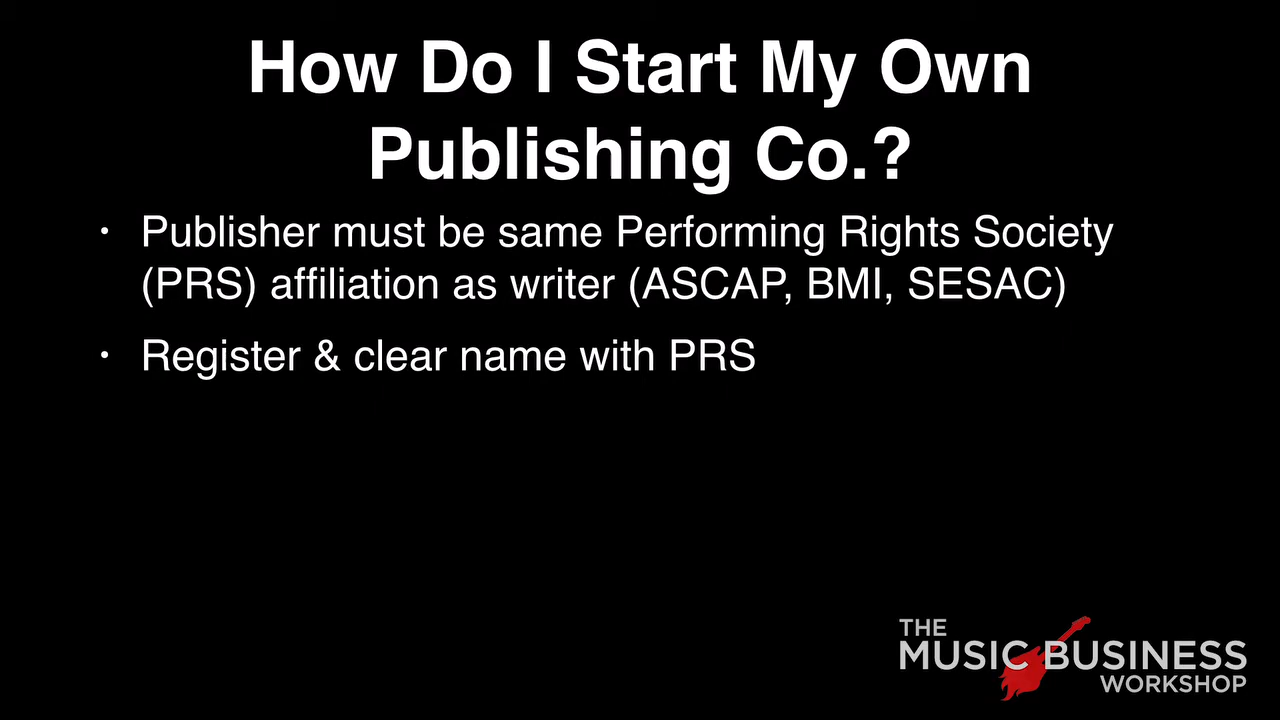 How Do I Start My Own
Publishing Co.?
• Publisher must be same Performing Rights Society
(PRS) affiliation as writer (ASCAP, BMI, SESAC)
• Register & clear name with PRS
THE
MUSIC BUSINESS
WORKSHOP